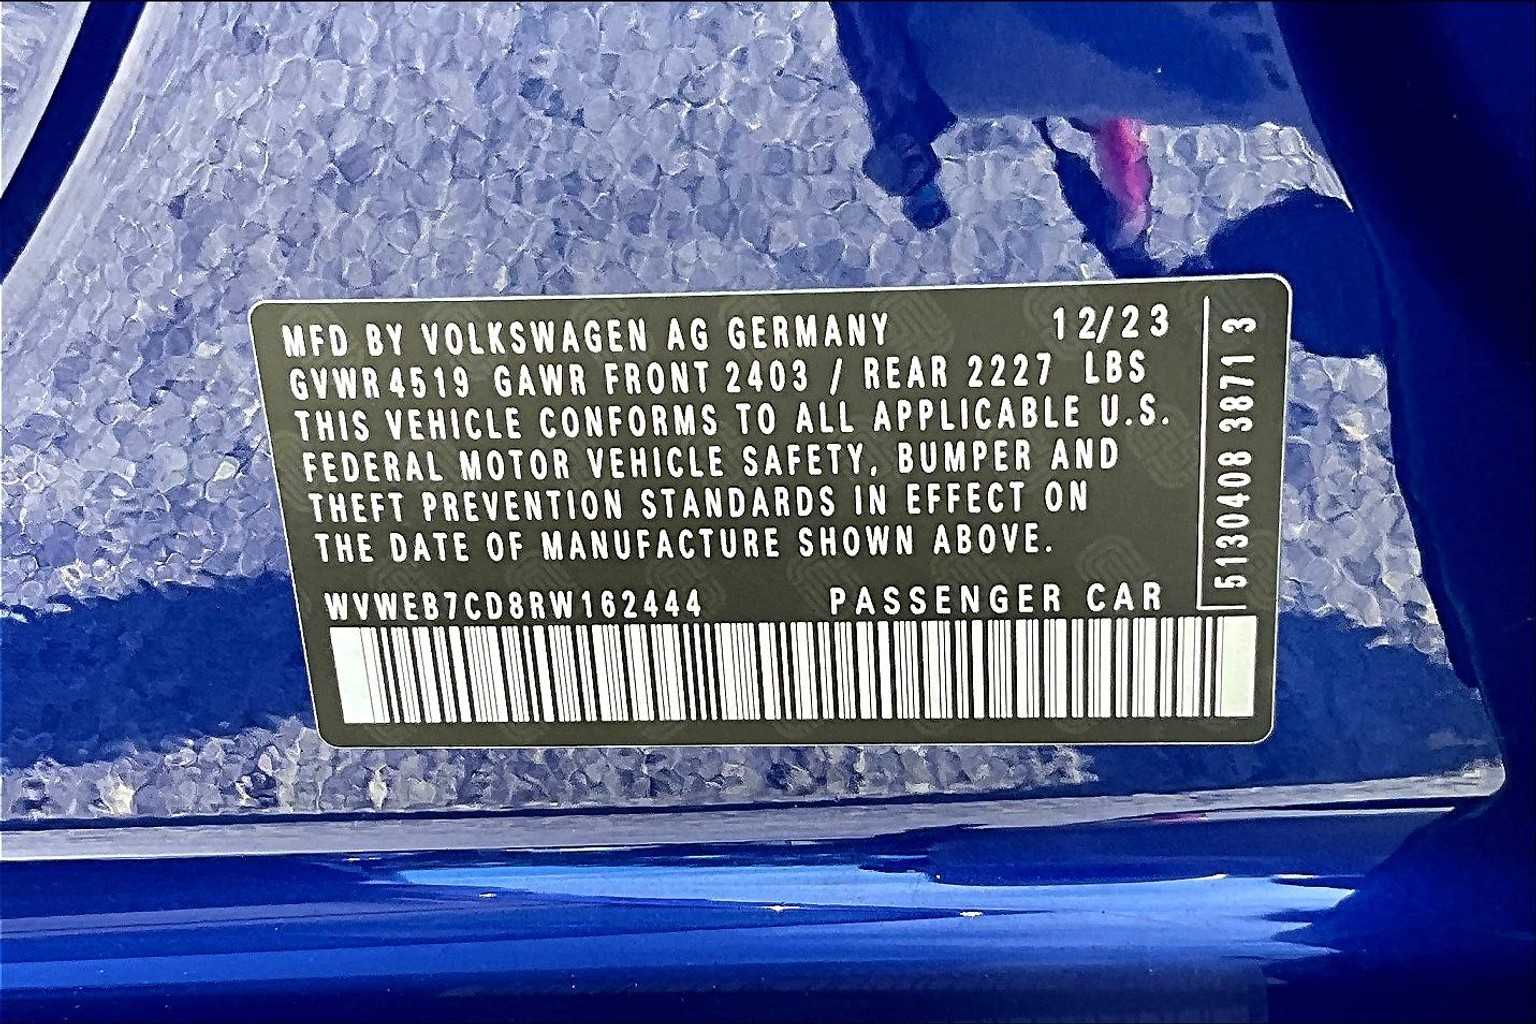 MFD BY VOLKSWAGEN AG GERMANY 12/23
GVWR 4519 GAWR FRONT 2403 / REAR 2227 LBS
THIS VEHICLE CONFORMS TO ALL APPLICABLE U.S.
FEDERAL MOTOR VEHICLE SAFETY, BUMPER AND
THEFT PREVENTION STANDARDS IN EFFECT ON
THE DATE OF MANUFACTURE SHOWN ABOVE.
WVWEB7CD8RW162444 PASSENGER CAR
5130408 3871 3